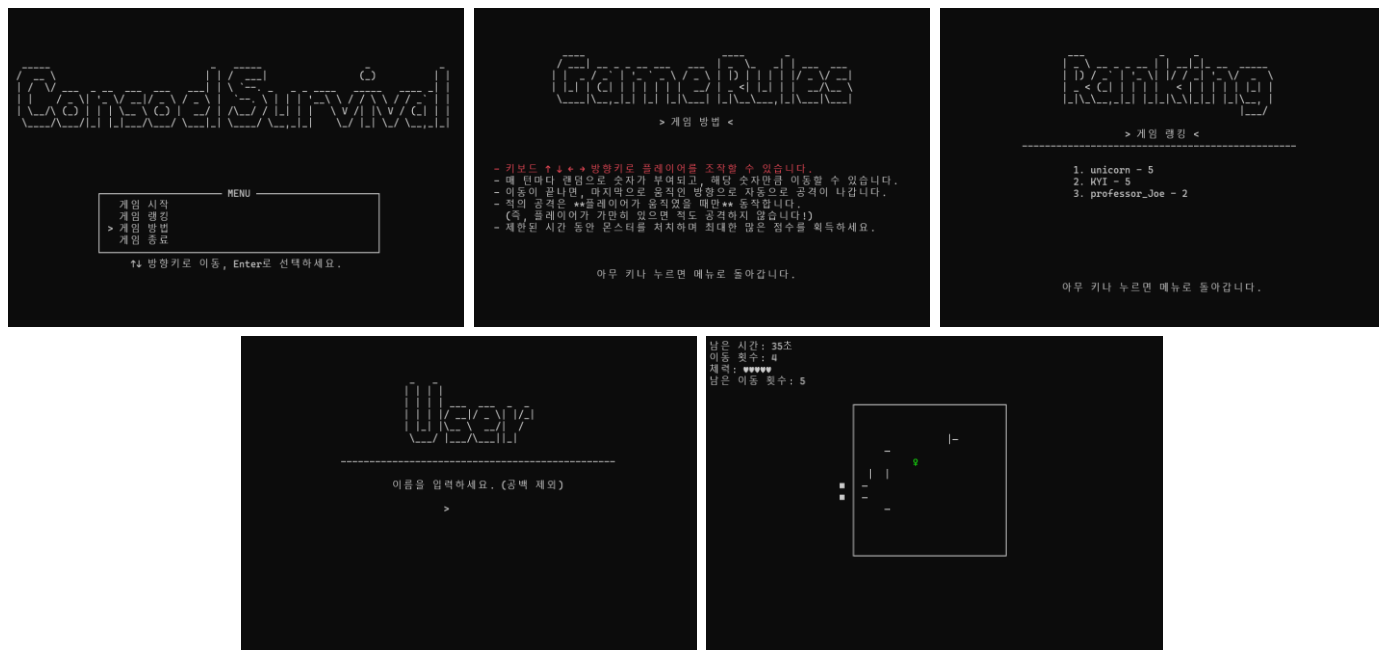 Consoel Survival
MENU
게임 시작
게임 랭킹
> 게임 방법
게임 종료
↑↓ 방향키로 이동, Enter로 선택하세요.
Game Rules
> 게임 방법 <
- 키보드 ↑ ↓ ← → 방향키로 플레이어를 조작할 수 있습니다.
- 매 턴마다 랜덤으로 숫자가 부여되고, 해당 숫자만큼 이동할 수 있습니다.
- 이동이 끝나면, 마지막으로 움직인 방향으로 자동으로 공격이 나갑니다.
- 적의 공격은 **플레이어가 움직였을 때만** 동작합니다.
(즉, 플레이어가 가만히 있으면 적도 공격하지 않습니다!)
- 제한된 시간 동안 몬스터를 처치하며 최대한 많은 점수를 획득하세요.
아무 키나 누르면 메뉴로 돌아갑니다.
Ranking
> 게임 랭킹 <
1. unicorn - 5
2. KYI - 5
3. professor_Joe - 2
아무 키나 누르면 메뉴로 돌아갑니다.
User
이름을 입력하세요. (공백 제외)
>
남은 시간: 35초
이동 횟수: 4
체력: ♥♥♥♥♥
남은 이동 횟수: 5